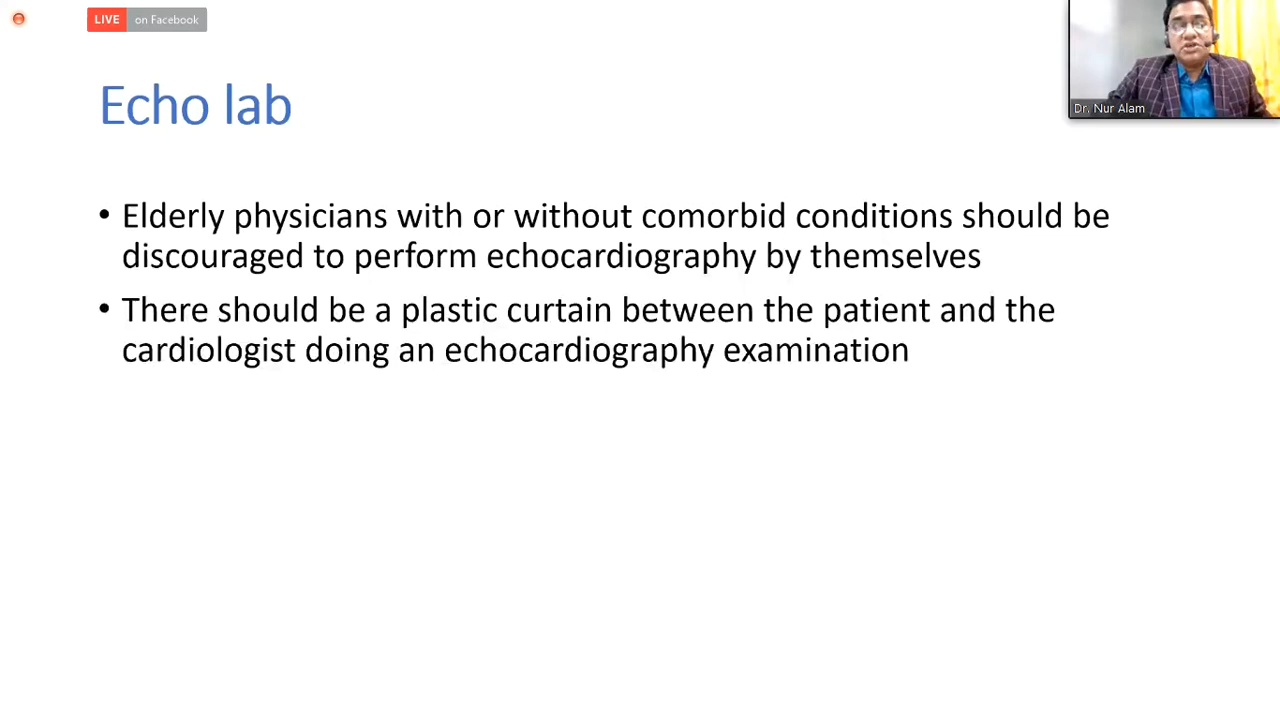 LIVE on Facebook
Dr. Nur Alam
Echo lab
• Elderly physicians with or without comorbid conditions should be
discouraged to perform echocardiography by themselves
• There should be a plastic curtain between the patient and the
cardiologist doing an echocardiography examination